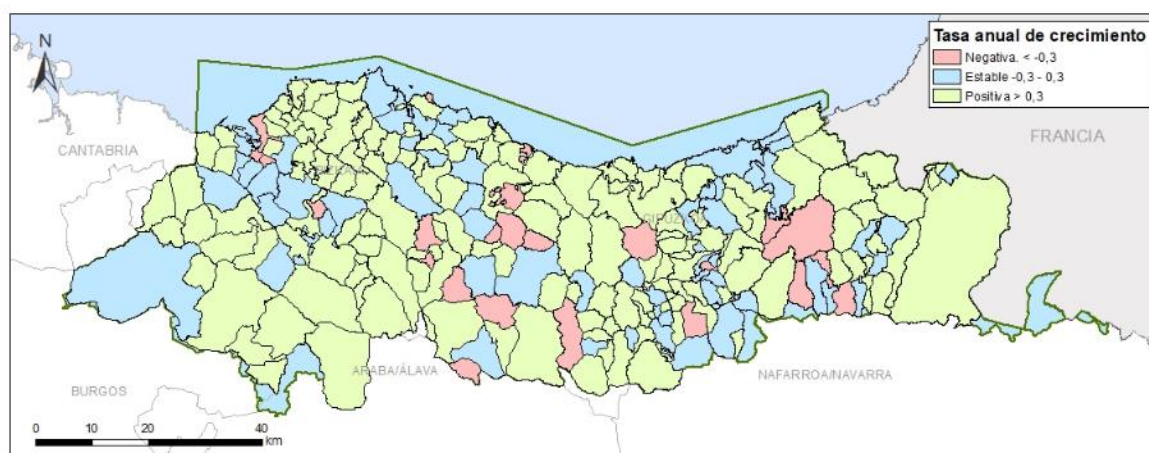 N
Tasa anual de crecimiento
Negativa. < -0,3
Estable -0,3 - 0,3
Positiva > 0,3
FRANCIA
CANTABRIA
ARABA/ÁLAVA
NAFARROA/NAVARRA
BURGOS
0 10 20 40
km